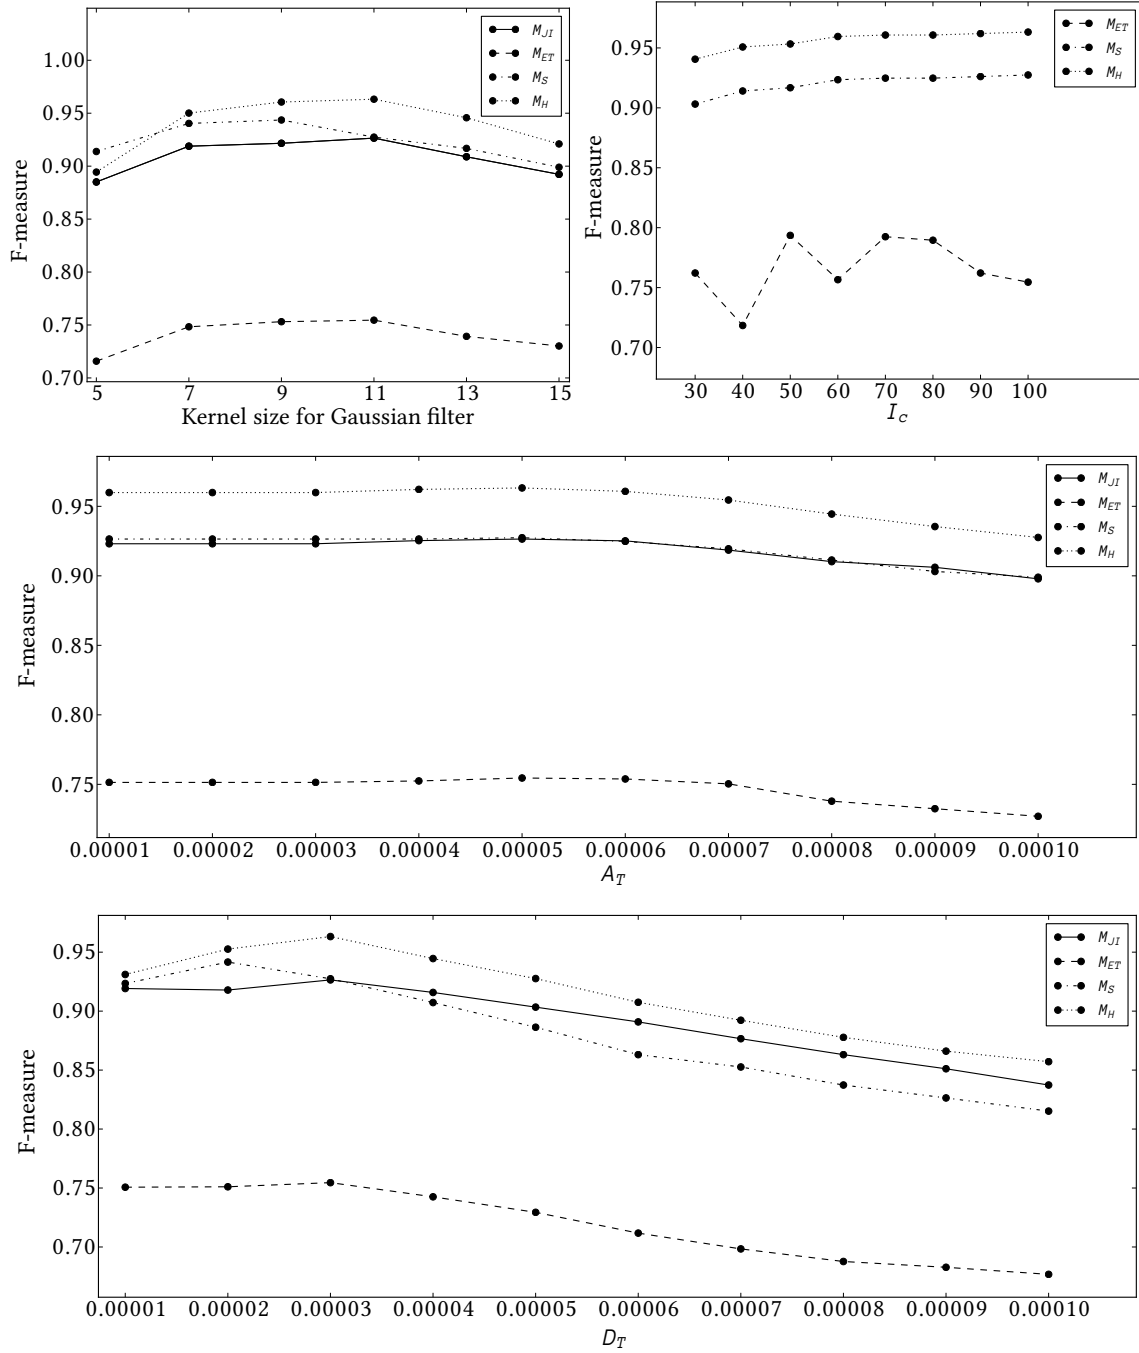 M_JI
M_ET
M_S
M_H
1.00
0.95
0.90
0.85
0.80
0.75
0.70
F-measure
5 7 9 11 13 15
Kernel size for Gaussian filter
M_ET
M_S
M_H
0.95
0.90
0.85
0.80
0.75
0.70
F-measure
30 40 50 60 70 80 90 100
I_c
M_JI
M_ET
M_S
M_H
0.95
0.90
0.85
0.80
0.75
F-measure
0.00001 0.00002 0.00003 0.00004 0.00005 0.00006 0.00007 0.00008 0.00009 0.00010
A_T
M_JI
M_ET
M_S
M_H
0.95
0.90
0.85
0.80
0.75
0.70
F-measure
0.00001 0.00002 0.00003 0.00004 0.00005 0.00006 0.00007 0.00008 0.00009 0.00010
D_T